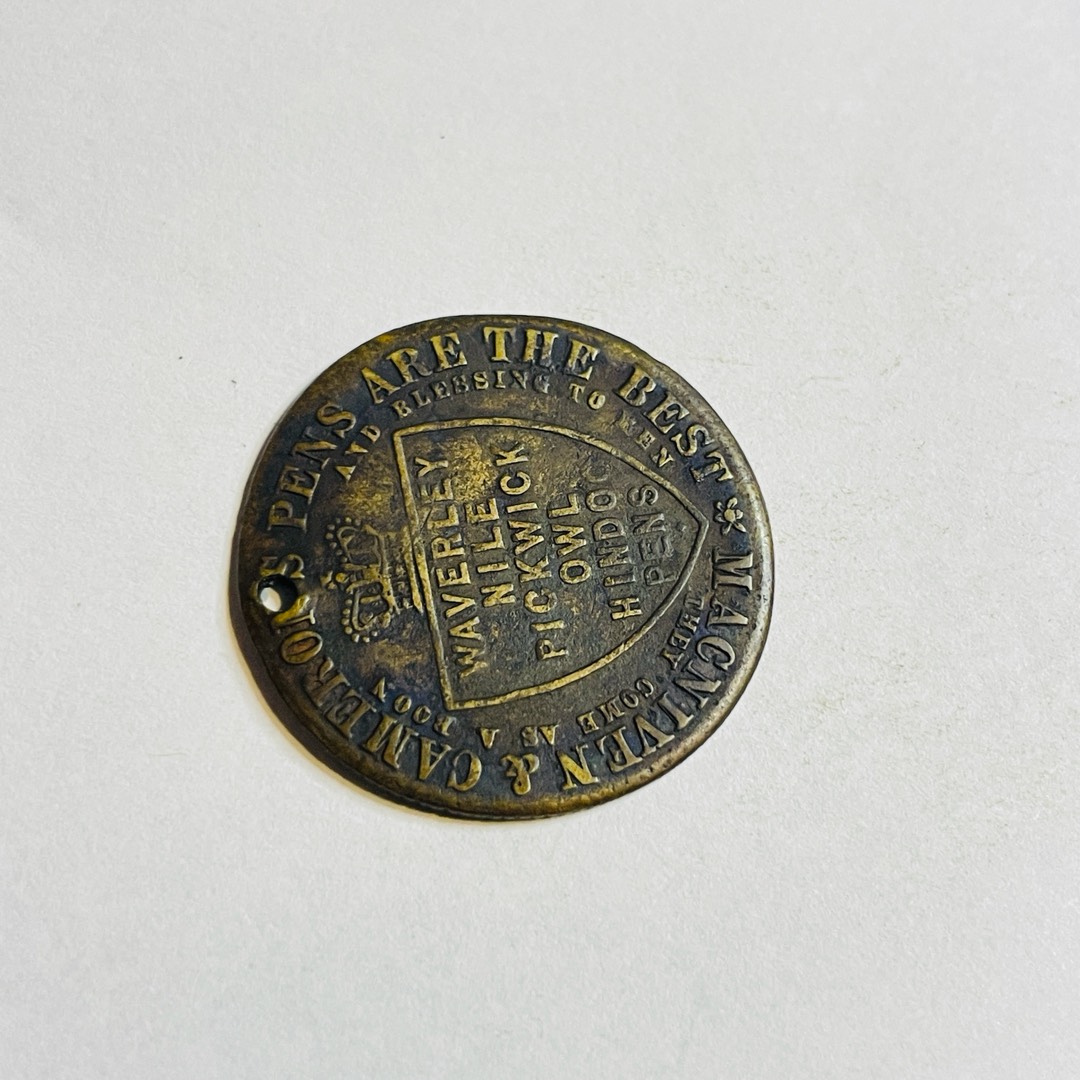 MACNIVEN & CAMERON'S PENS ARE THE BEST
THEY COME AS A BOON AND BLESSING TO MEN
WAVERLEY
NILE
PICKWICK
OWL
HINDOO
PENS